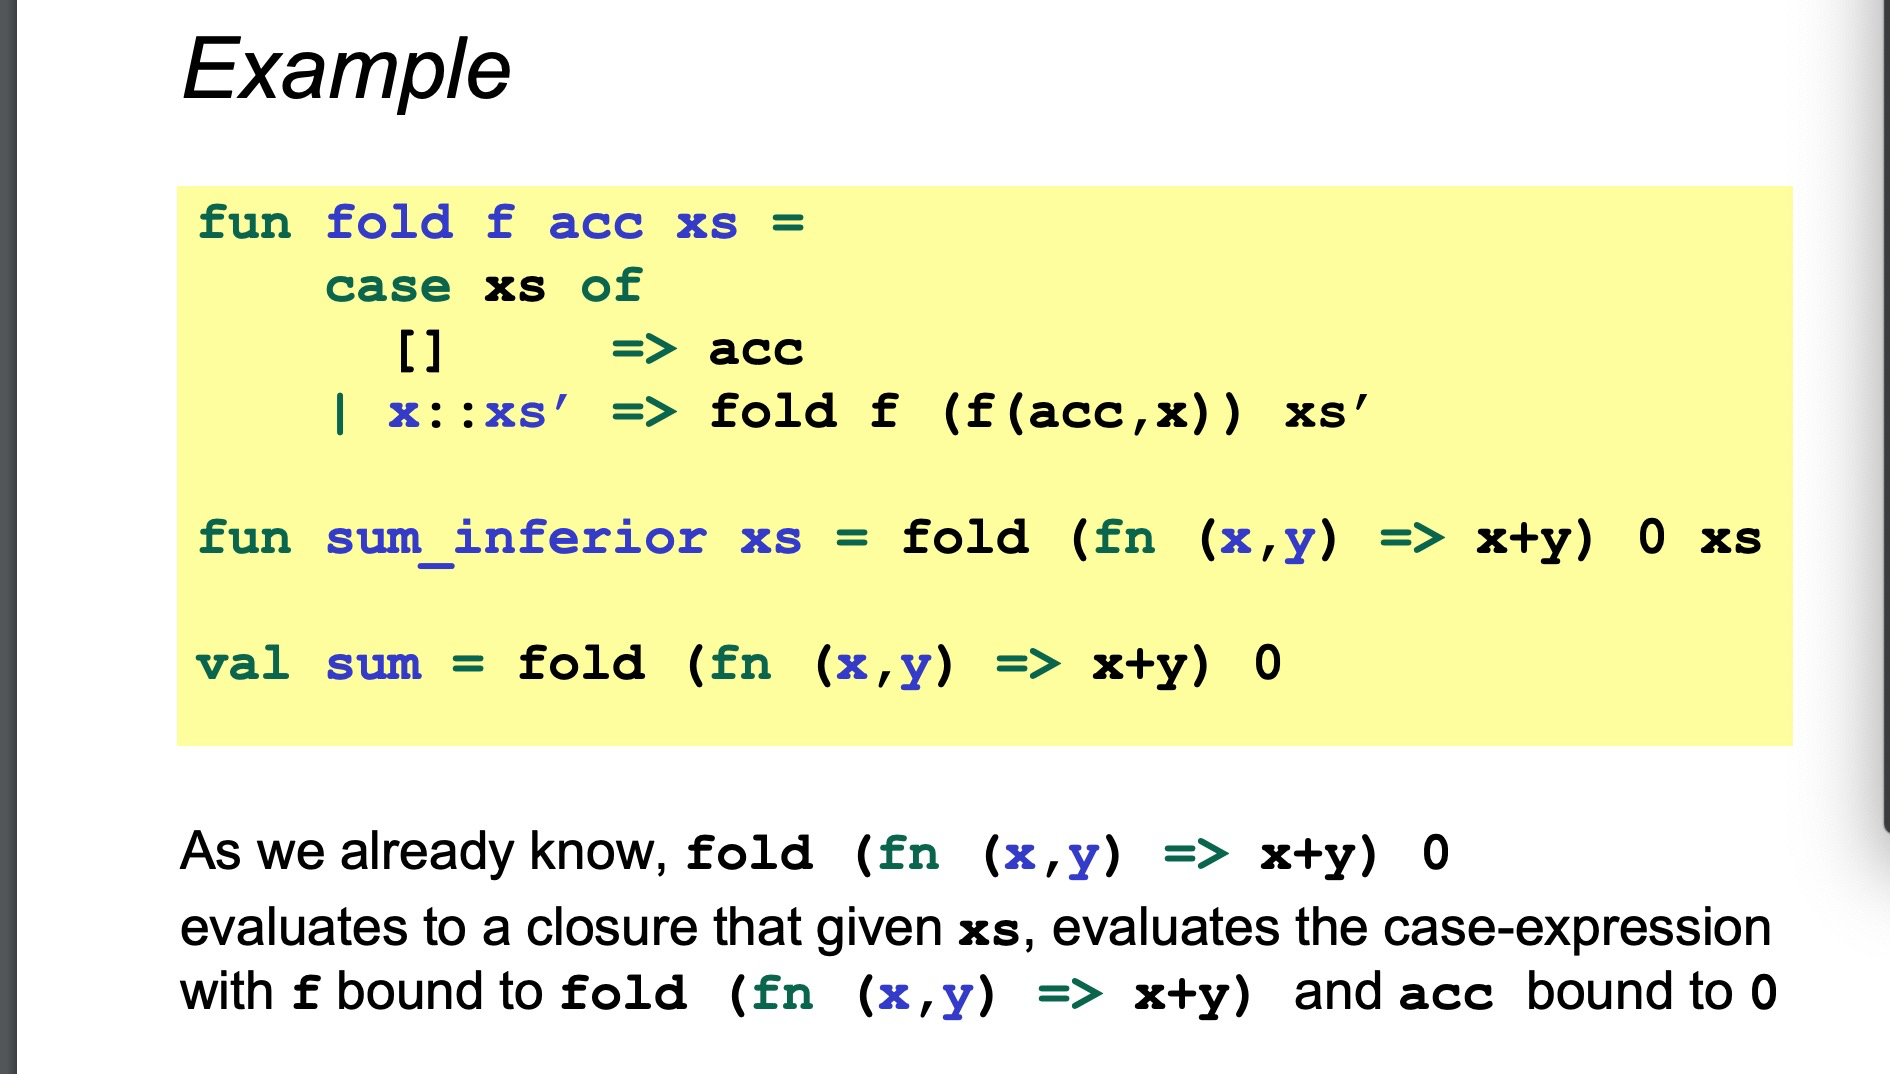 Example
fun fold f acc xs =
case xs of
[] => acc
| x::xs’ => fold f (f(acc,x)) xs’
fun sum_inferior xs = fold (fn (x,y) => x+y) 0 xs
val sum = fold (fn (x,y) => x+y) 0
As we already know, fold (fn (x,y) => x+y) 0
evaluates to a closure that given xs, evaluates the case-expression
with f bound to fold (fn (x,y) => x+y) and acc bound to 0